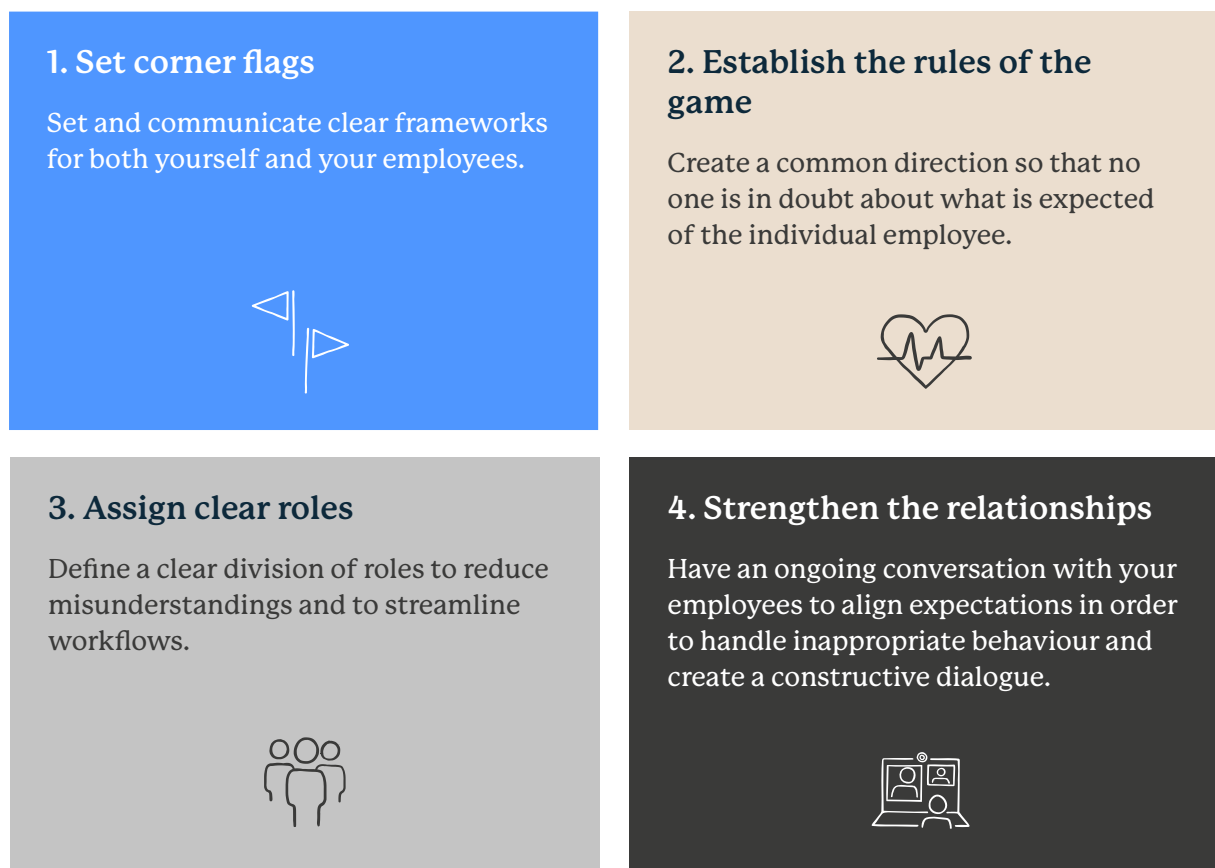 1. Set corner flags
Set and communicate clear frameworks
for both yourself and your employees.
2. Establish the rules of the
game
Create a common direction so that no
one is in doubt about what is expected
of the individual employee.
3. Assign clear roles
Define a clear division of roles to reduce
misunderstandings and to streamline
workflows.
4. Strengthen the relationships
Have an ongoing conversation with your
employees to align expectations in order
to handle inappropriate behaviour and
create a constructive dialogue.